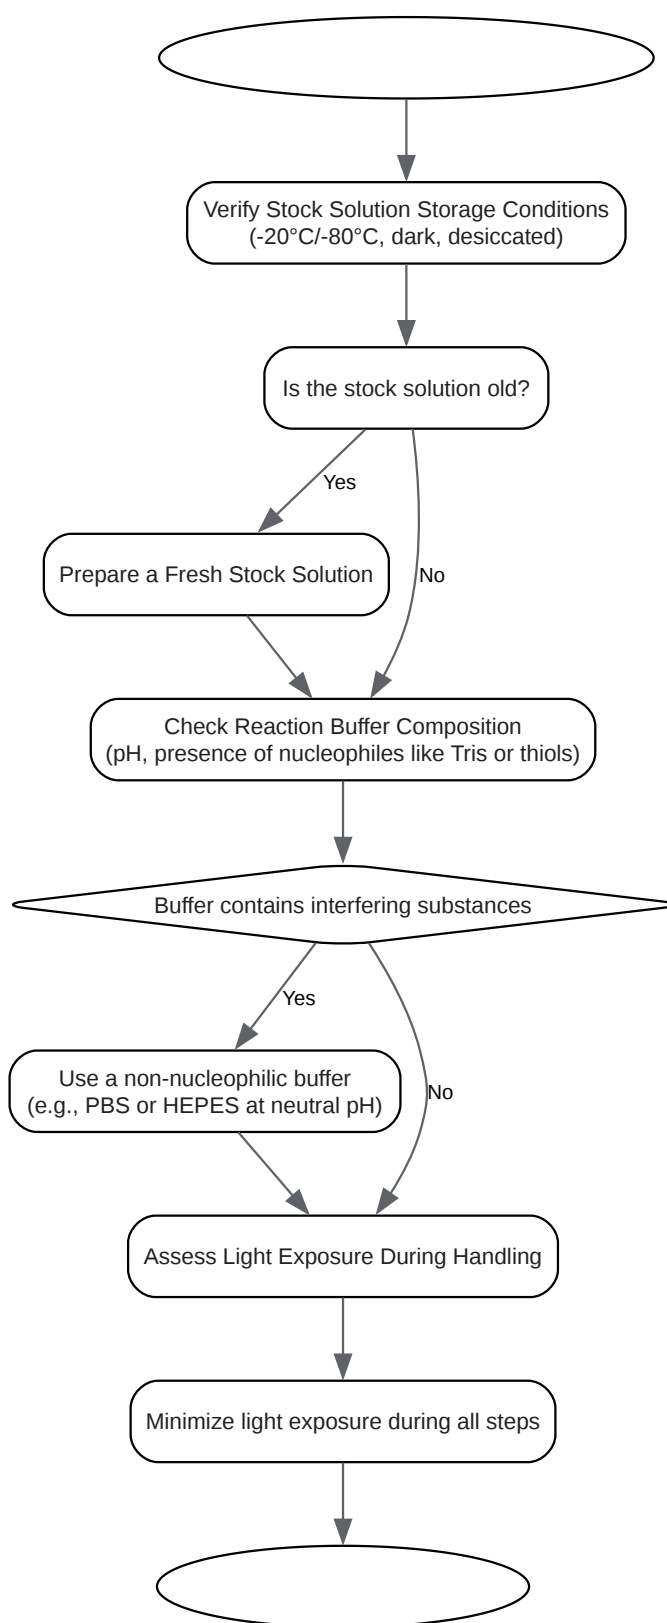 Verify Stock Solution Storage Conditions
(-20°C/-80°C, dark, desiccated)
Is the stock solution old?
Yes
Prepare a Fresh Stock Solution
No
Check Reaction Buffer Composition
(pH, presence of nucleophiles like Tris or thiols)
Buffer contains interfering substances
Yes
Use a non-nucleophilic buffer
(e.g., PBS or HEPES at neutral pH)
No
Assess Light Exposure During Handling
Minimize light exposure during all steps